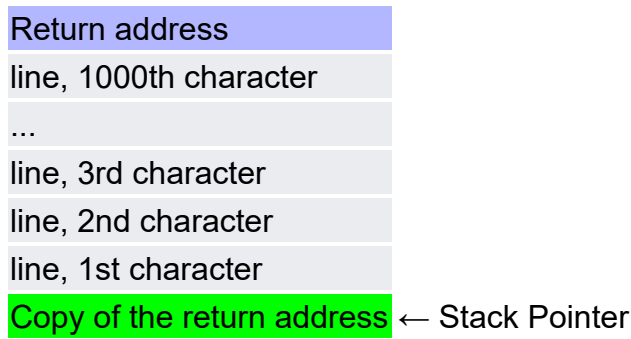 Return address
line, 1000th character
...
line, 3rd character
line, 2nd character
line, 1st character
Copy of the return address ← Stack Pointer